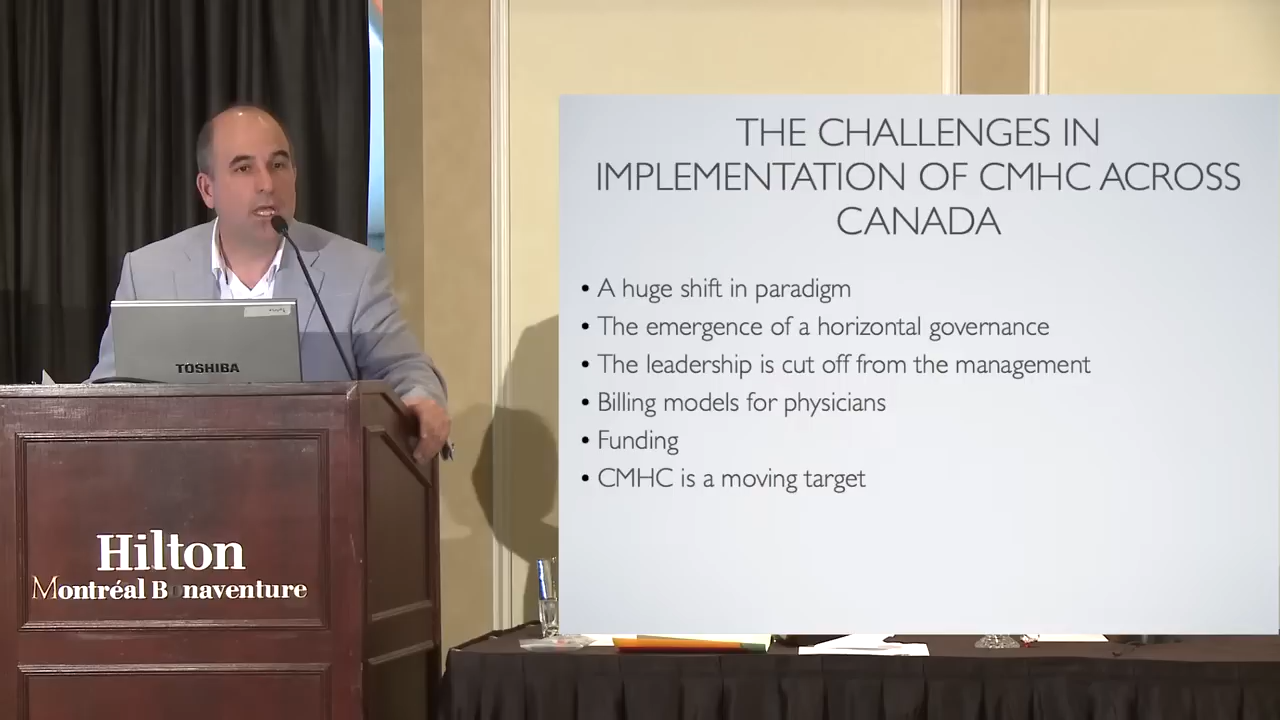 THE CHALLENGES IN
IMPLEMENTATION OF CMHC ACROSS
CANADA
• A huge shift in paradigm
• The emergence of a horizontal governance
• The leadership is cut off from the management
• Billing models for physicians
• Funding
• CMHC is a moving target
TOSHIBA
Hilton
Montréal Bonaventure